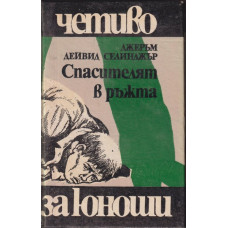 четиво
ДЖЕРЪМ
ДЕЙВИД СЕЛИНДЖЪР
Спасителят
в ръжта
за юноши